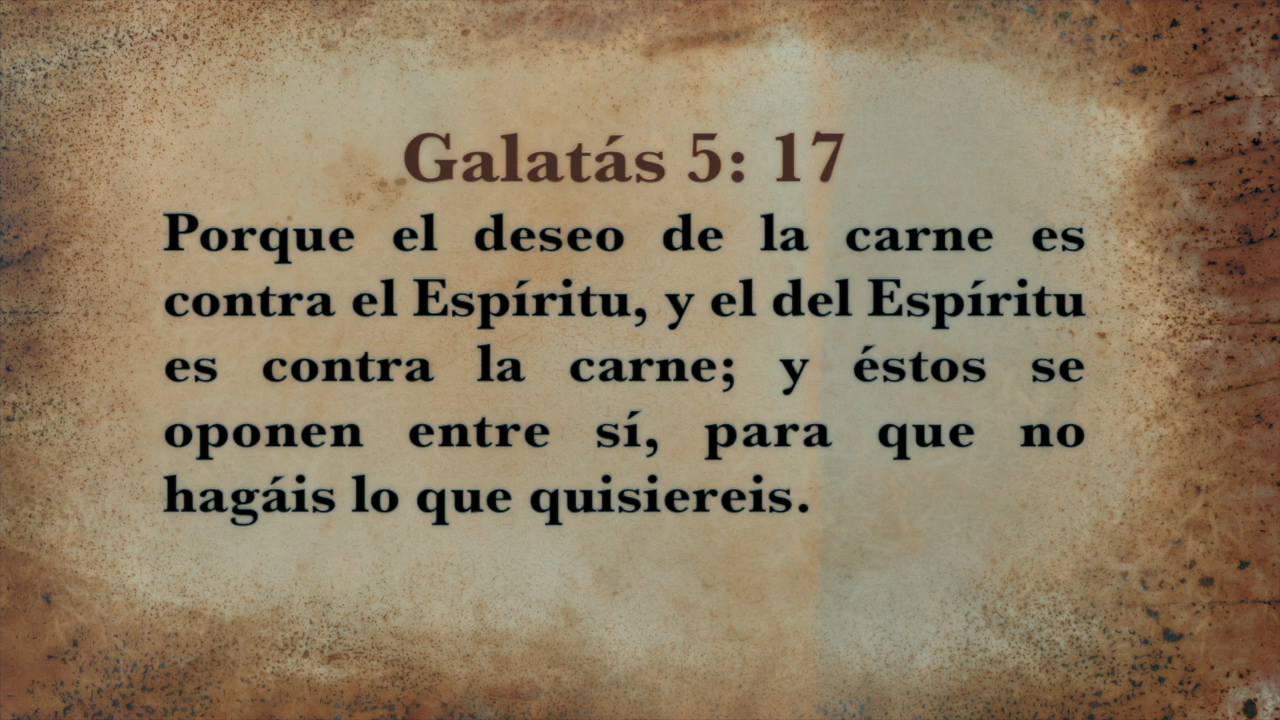 Galatás 5: 17
Porque el deseo de la carne es
contra el Espíritu, y el del Espíritu
es contra la carne; y éstos se
oponen entre sí, para que no
hagáis lo que quisiereis.